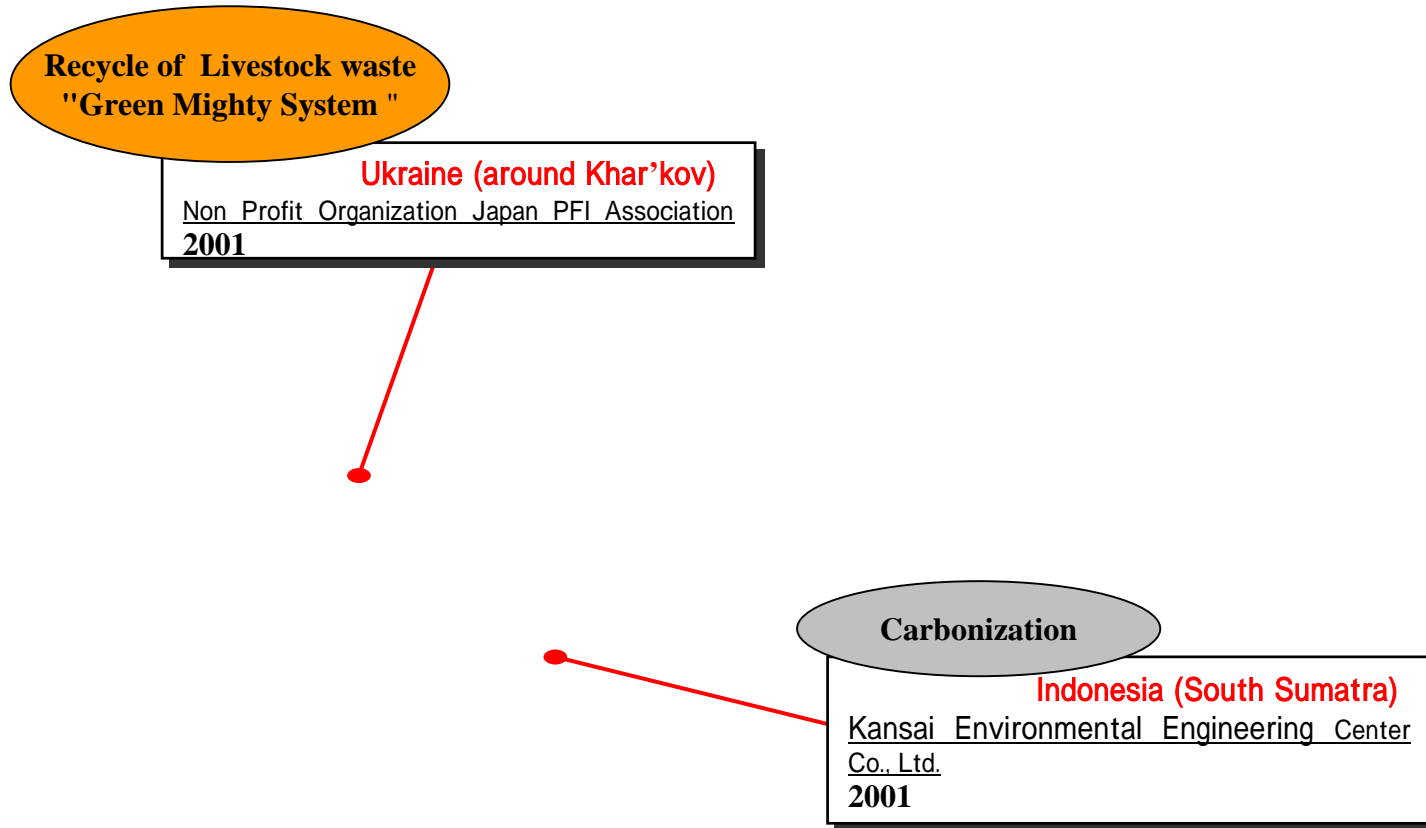 Recycle of Livestock waste
"Green Mighty System "
Ukraine (around Khar’kov)
Non Profit Organization Japan PFI Association
2001
Carbonization
Indonesia (South Sumatra)
Kansai Environmental Engineering Center
Co., Ltd.
2001